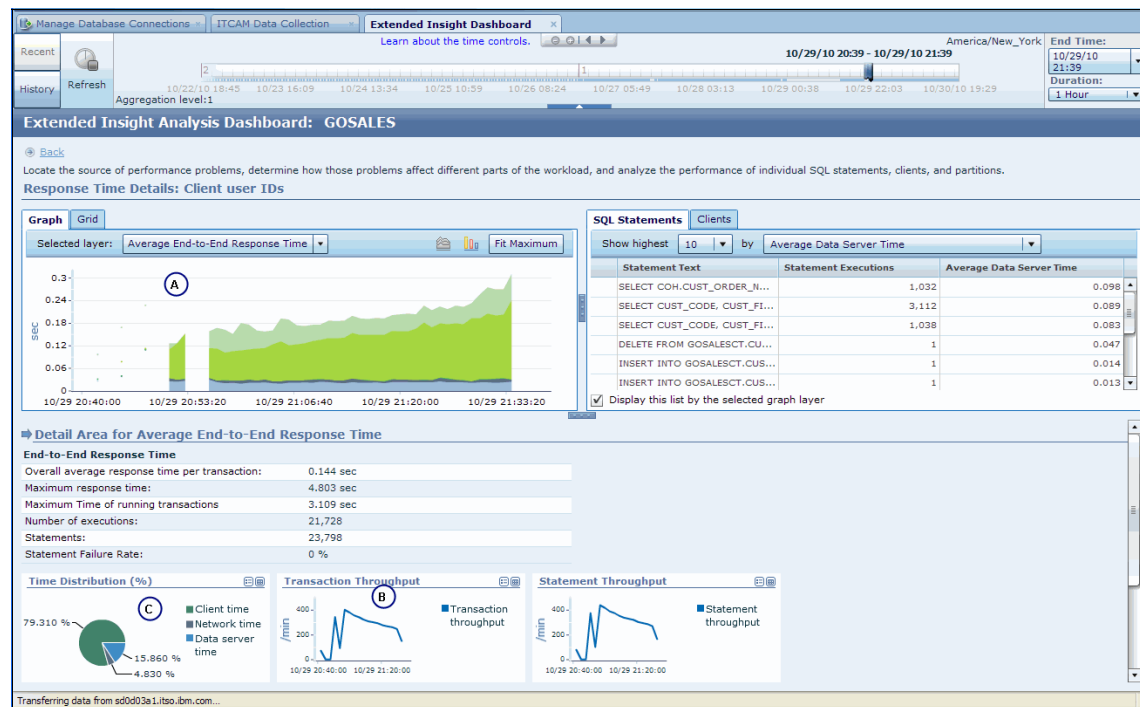 Manage Database Connections ×
ITCAM Data Collection ×
Extended Insight Dashboard ×
Recent
History
Refresh
Learn about the time controls.
America/New_York
10/29/10 20:39 - 10/29/10 21:39
2
1
10/22/10 18:45 10/23 16:09 10/24 13:34 10/25 10:59 10/26 08:24 10/27 05:49 10/28 03:13 10/29 00:38 10/29 22:03 10/30/10 19:29
Aggregation level:1
End Time:
10/29/10
21:39
Duration:
1 Hour
Extended Insight Analysis Dashboard: GOSALES
Back
Locate the source of performance problems, determine how those problems affect different parts of the workload, and analyze the performance of individual SQL statements, clients, and partitions.
Response Time Details: Client user IDs
Graph Grid
Selected layer: Average End-to-End Response Time
Fit Maximum
A
sec
0.3
0.24
0.18
0.12
0.06
0
10/29 20:40:00 10/29 20:53:20 10/29 21:06:40 10/29 21:20:00 10/29 21:33:20
SQL Statements Clients
Show highest 10 by Average Data Server Time
Statement Text Statement Executions Average Data Server Time
SELECT COH.CUST_ORDER_N... 1,032 0.098
SELECT CUST_CODE, CUST_FI... 3,112 0.089
SELECT CUST_CODE, CUST_FI... 1,038 0.083
DELETE FROM GOSALESCT.CU... 1 0.047
INSERT INTO GOSALESCT.CUS... 1 0.014
INSERT INTO GOSALESCT.CUS... 1 0.013
Display this list by the selected graph layer
Detail Area for Average End-to-End Response Time
End-to-End Response Time
Overall average response time per transaction: 0.144 sec
Maximum response time: 4.803 sec
Maximum Time of running transactions 3.109 sec
Number of executions: 21,728
Statements: 23,798
Statement Failure Rate: 0 %
Time Distribution (%)
C
79.310 %
15.860 %
4.830 %
Client time
Network time
Data server
time
Transaction Throughput
B
/min
400
200
0
10/29 20:40:00 10/29 21:20:00
Transaction
throughput
Statement Throughput
/min
400
200
0
10/29 20:40:00 10/29 21:20:00
Statement
throughput
Transferring data from sd0d03a1.itso.ibm.com...